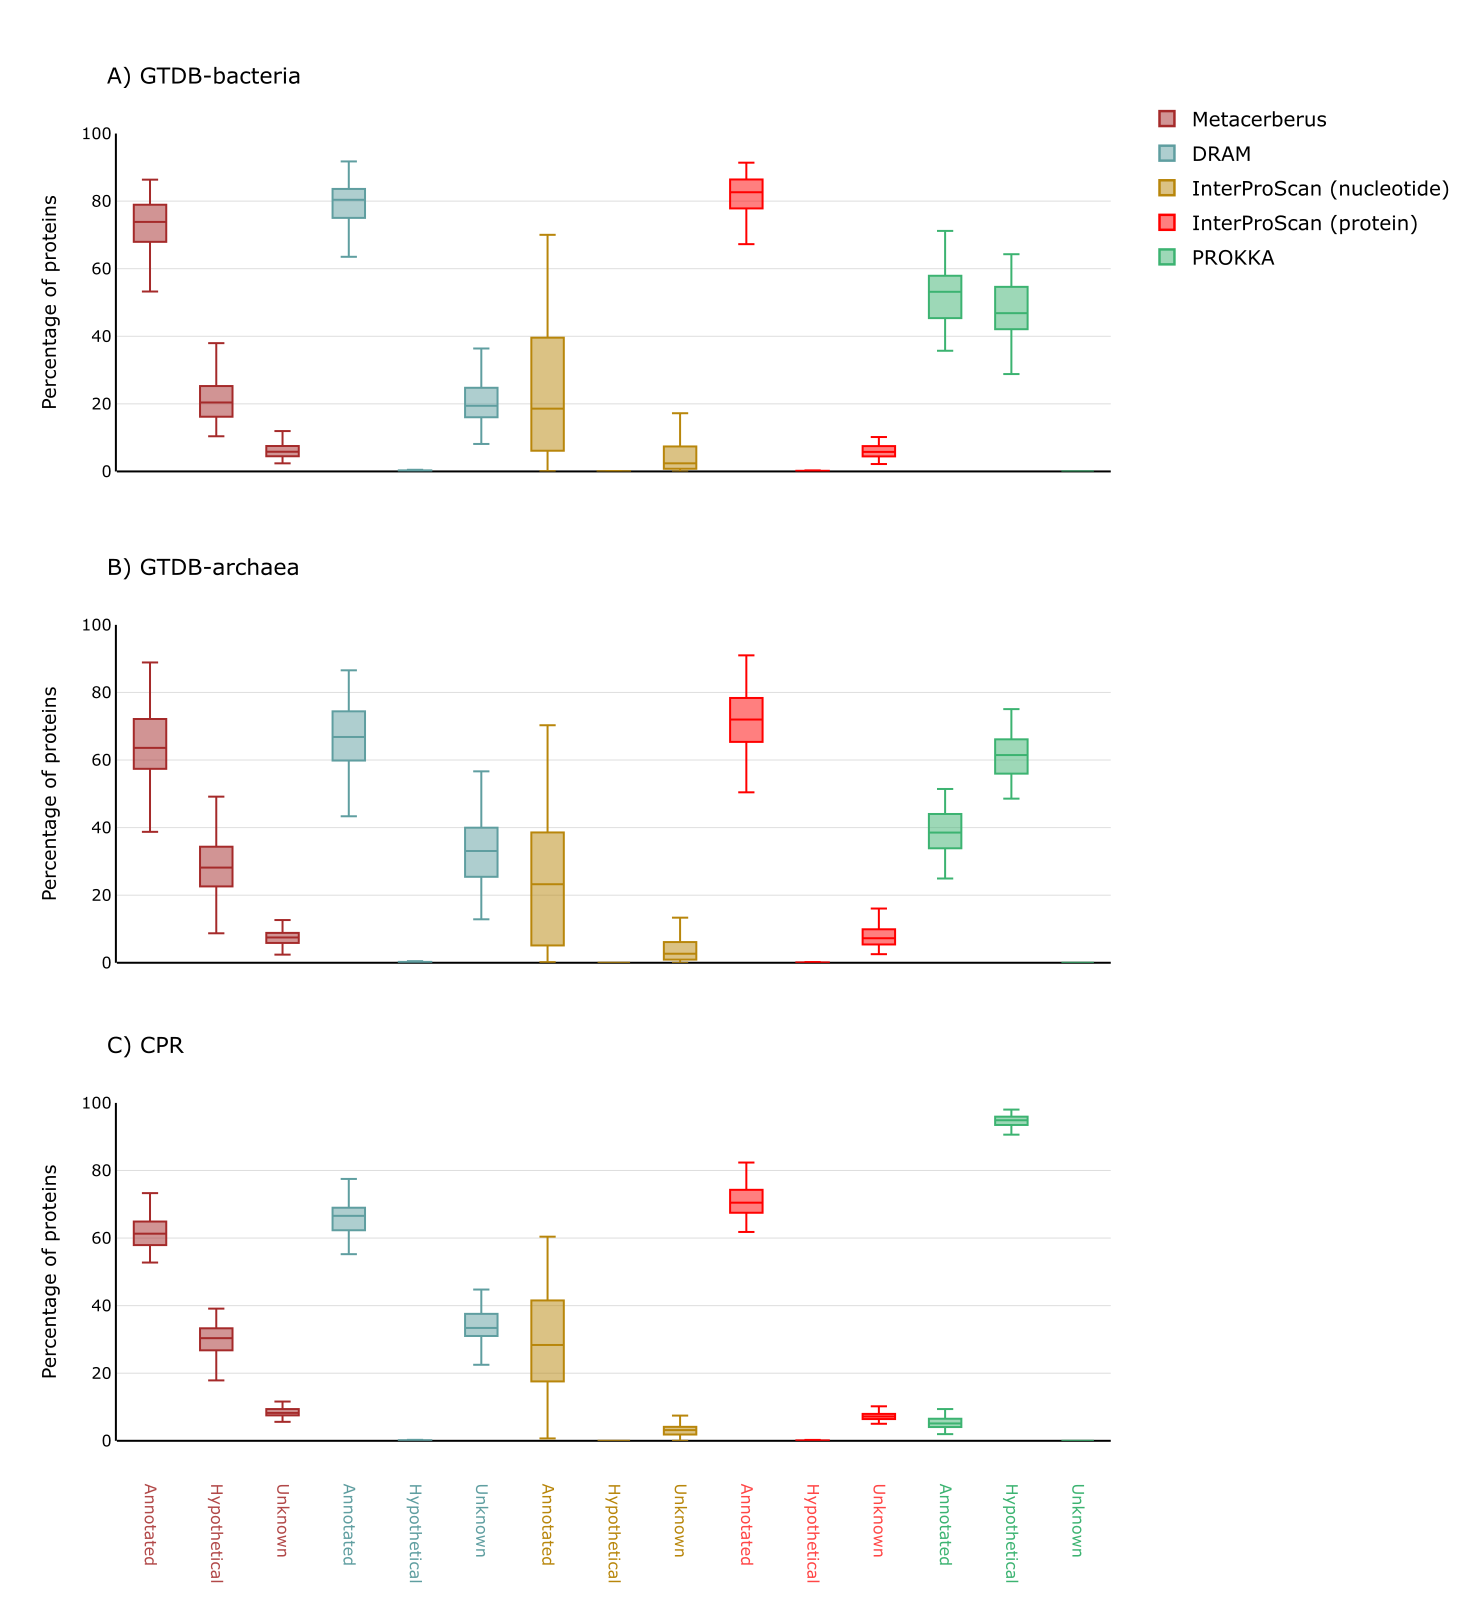 A) GTDB-bacteria
Metacerberus
DRAM
InterProScan (nucleotide)
InterProScan (protein)
PROKKA
Percentage of proteins
100
80
60
40
20
0
B) GTDB-archaea
Percentage of proteins
100
80
60
40
20
0
C) CPR
Percentage of proteins
100
80
60
40
20
0
Annotated
Hypothetical
Unknown
Annotated
Hypothetical
Unknown
Annotated
Hypothetical
Unknown
Annotated
Hypothetical
Unknown
Annotated
Hypothetical
Unknown